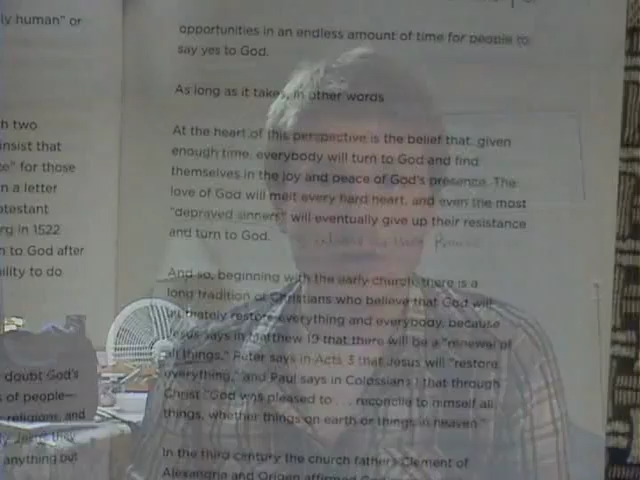 ly human" or
h two
insist that
e" for those
n a letter
otestant
rg in 1522
n to God after
ility to do
doubt God's
s of people—
religious, and
anything but
opportunities in an endless amount of time for people to
say yes to God.
As long as it takes, in other words
At the heart of this perspective is the belief that, given
enough time, everybody will turn to God and find
themselves in the joy and peace of God's presence. The
love of God will melt every hard heart, and even the most
"depraved sinners" will eventually give up their resistance
and turn to God.
And so, beginning with the early church, there is a
long tradition of Christians who believe that God will
ultimately restore everything and everybody, because
Jesus says in Matthew 19 that there will be a "renewal of
all things," Peter says in Acts 3 that Jesus will "restore
everything," and Paul says in Colossians 1 that through
Christ "God was pleased to . . . reconcile to himself all
things, whether things on earth or things in heaven."
In the third century the church fathers Clement of
Alexandria and Origen affirmed God